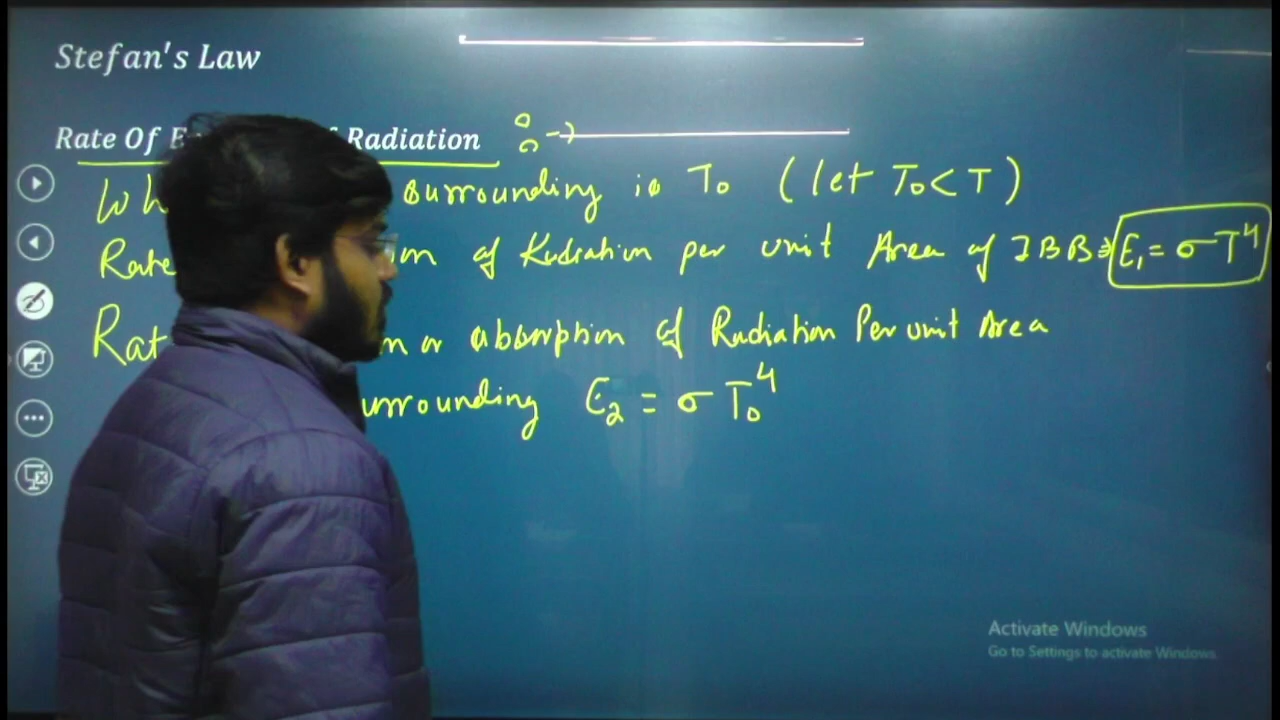 Stefan's Law
Rate Of E f Radiation
Wh surrounding is T₀ (let T₀ < T)
Rate on of Radiation per unit Area of IBB ⇒ E₁ = σT⁴
Rat n or absorption of Radiation Per unit Area
urrounding E₂ = σT₀⁴
Activate Windows
Go to Settings to activate Windows.